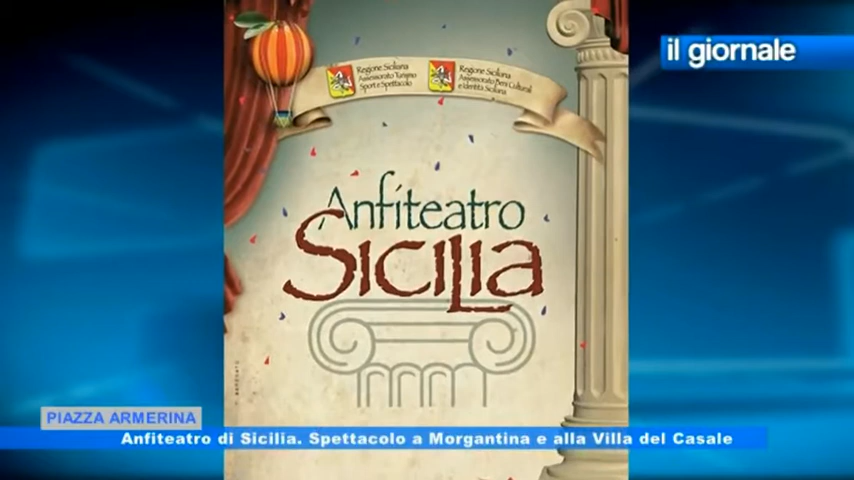 il giornale
Regione Siciliana
Assessorato Turismo
Sport e Spettacolo
Regione Siciliana
Assessorato Beni Culturali
e Identità Siciliana
Anfiteatro
SICILIA
PIAZZA ARMERINA
Anfiteatro di Sicilia. Spettacolo a Morgantina e alla Villa del Casale